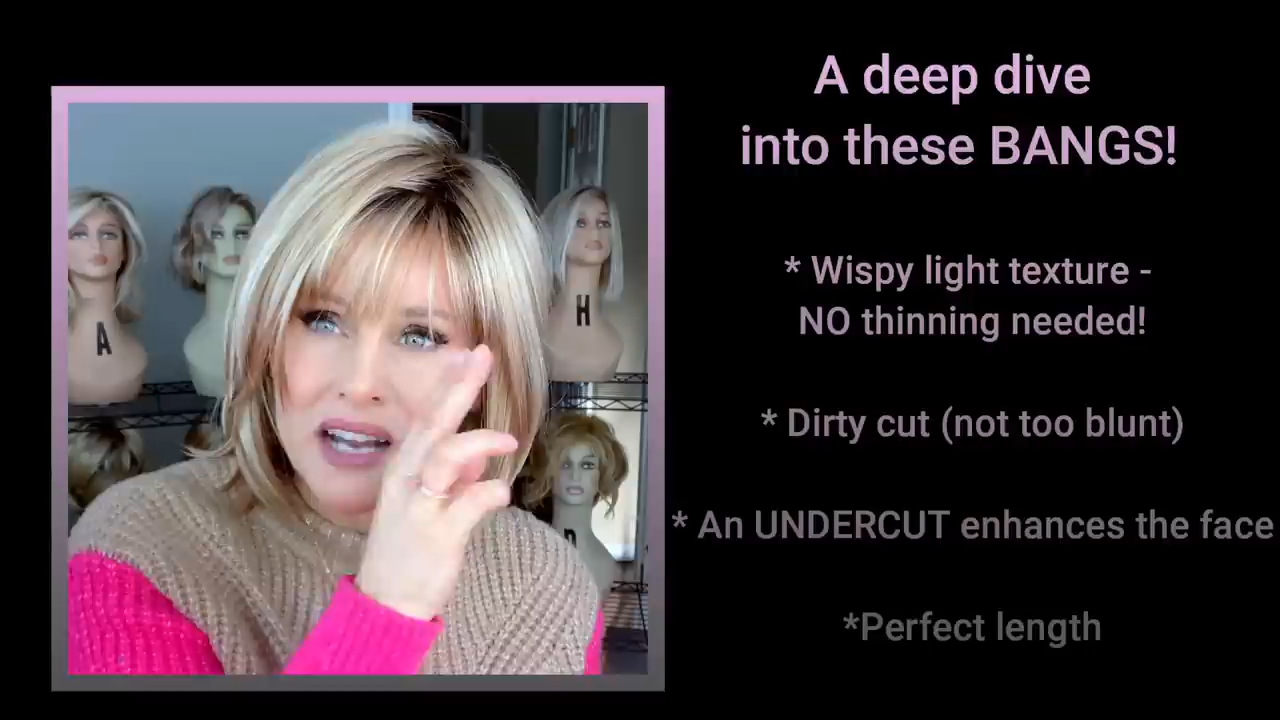 A deep dive
into these BANGS!
* Wispy light texture -
NO thinning needed!
* Dirty cut (not too blunt)
* An UNDERCUT enhances the face
*Perfect length
A
H